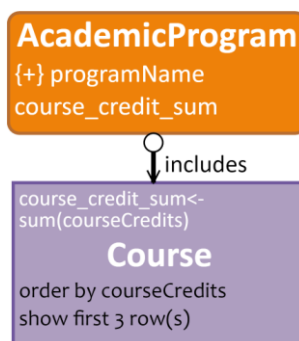 AcademicProgram
{+} programName
course_credit_sum
includes
course_credit_sum<-
sum(courseCredits)
Course
order by courseCredits
show first 3 row(s)